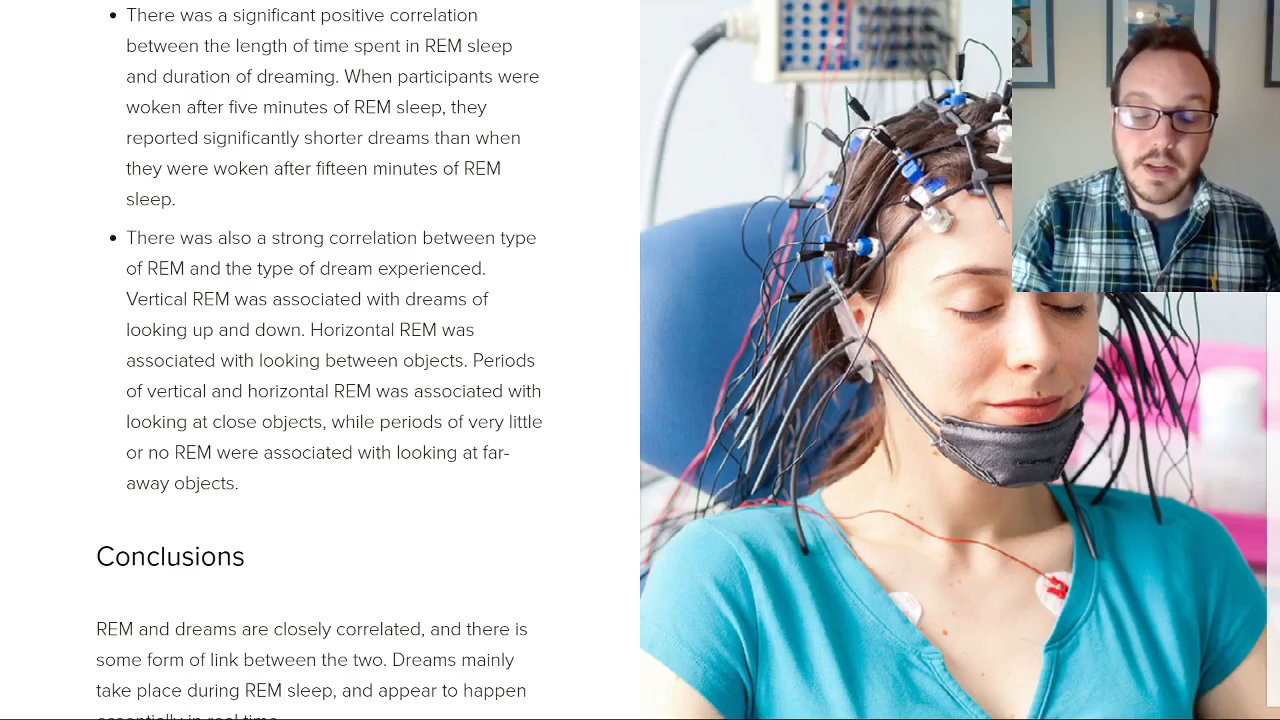 There was a significant positive correlation
between the length of time spent in REM sleep
and duration of dreaming. When participants were
woken after five minutes of REM sleep, they
reported significantly shorter dreams than when
they were woken after fifteen minutes of REM
sleep.
There was also a strong correlation between type
of REM and the type of dream experienced.
Vertical REM was associated with dreams of
looking up and down. Horizontal REM was
associated with looking between objects. Periods
of vertical and horizontal REM was associated with
looking at close objects, while periods of very little
or no REM were associated with looking at far-
away objects.
Conclusions
REM and dreams are closely correlated, and there is
some form of link between the two. Dreams mainly
take place during REM sleep, and appear to happen
essentially in real time.